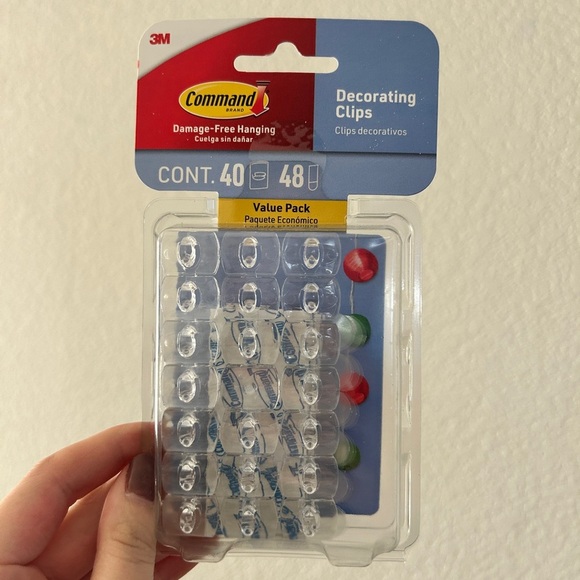 3M
Command
BRAND
Damage-Free Hanging
Cuelga sin dañar
Decorating
Clips
Clips decorativos
CONT. 40 48
Value Pack
Paquete Económico